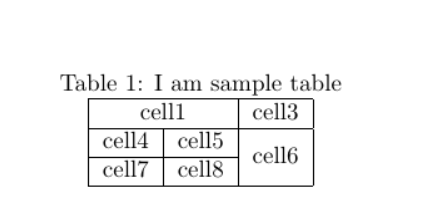 Table 1: I am sample table
cell1 cell3
cell4 cell5 cell6
cell7 cell8